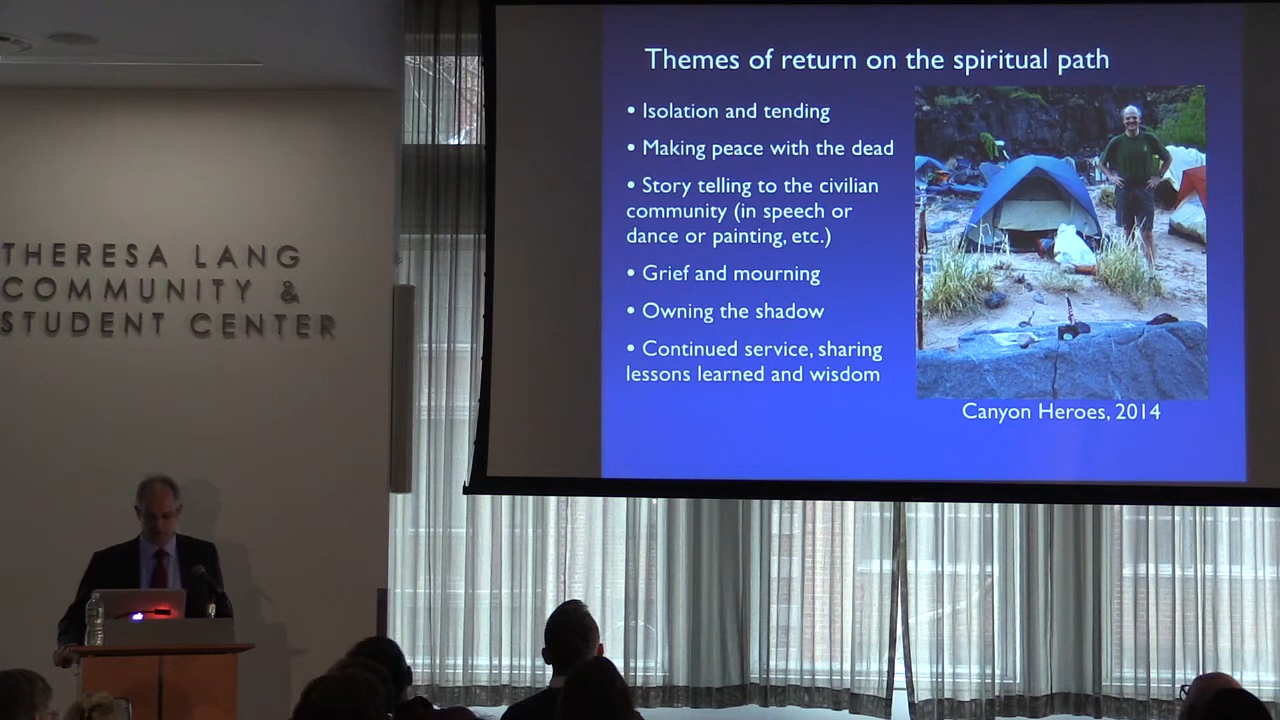 THERESA LANG
COMMUNITY &
STUDENT CENTER
Themes of return on the spiritual path
• Isolation and tending
• Making peace with the dead
• Story telling to the civilian
community (in speech or
dance or painting, etc.)
• Grief and mourning
• Owning the shadow
• Continued service, sharing
lessons learned and wisdom
Canyon Heroes, 2014